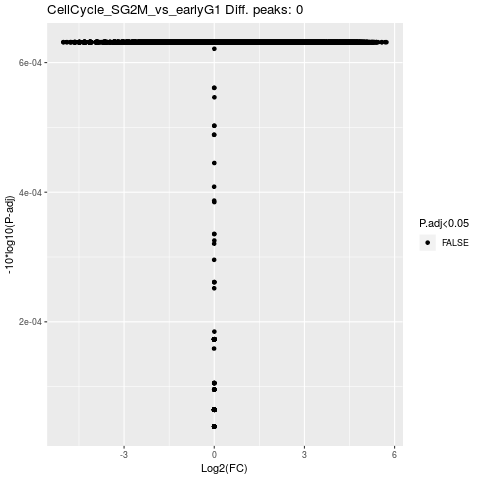 CellCycle_SG2M_vs_earlyG1 Diff. peaks: 0
6e-04
4e-04
2e-04
-10*log10(P-adj)
-3
0
3
6
Log2(FC)
P.adj<0.05
FALSE